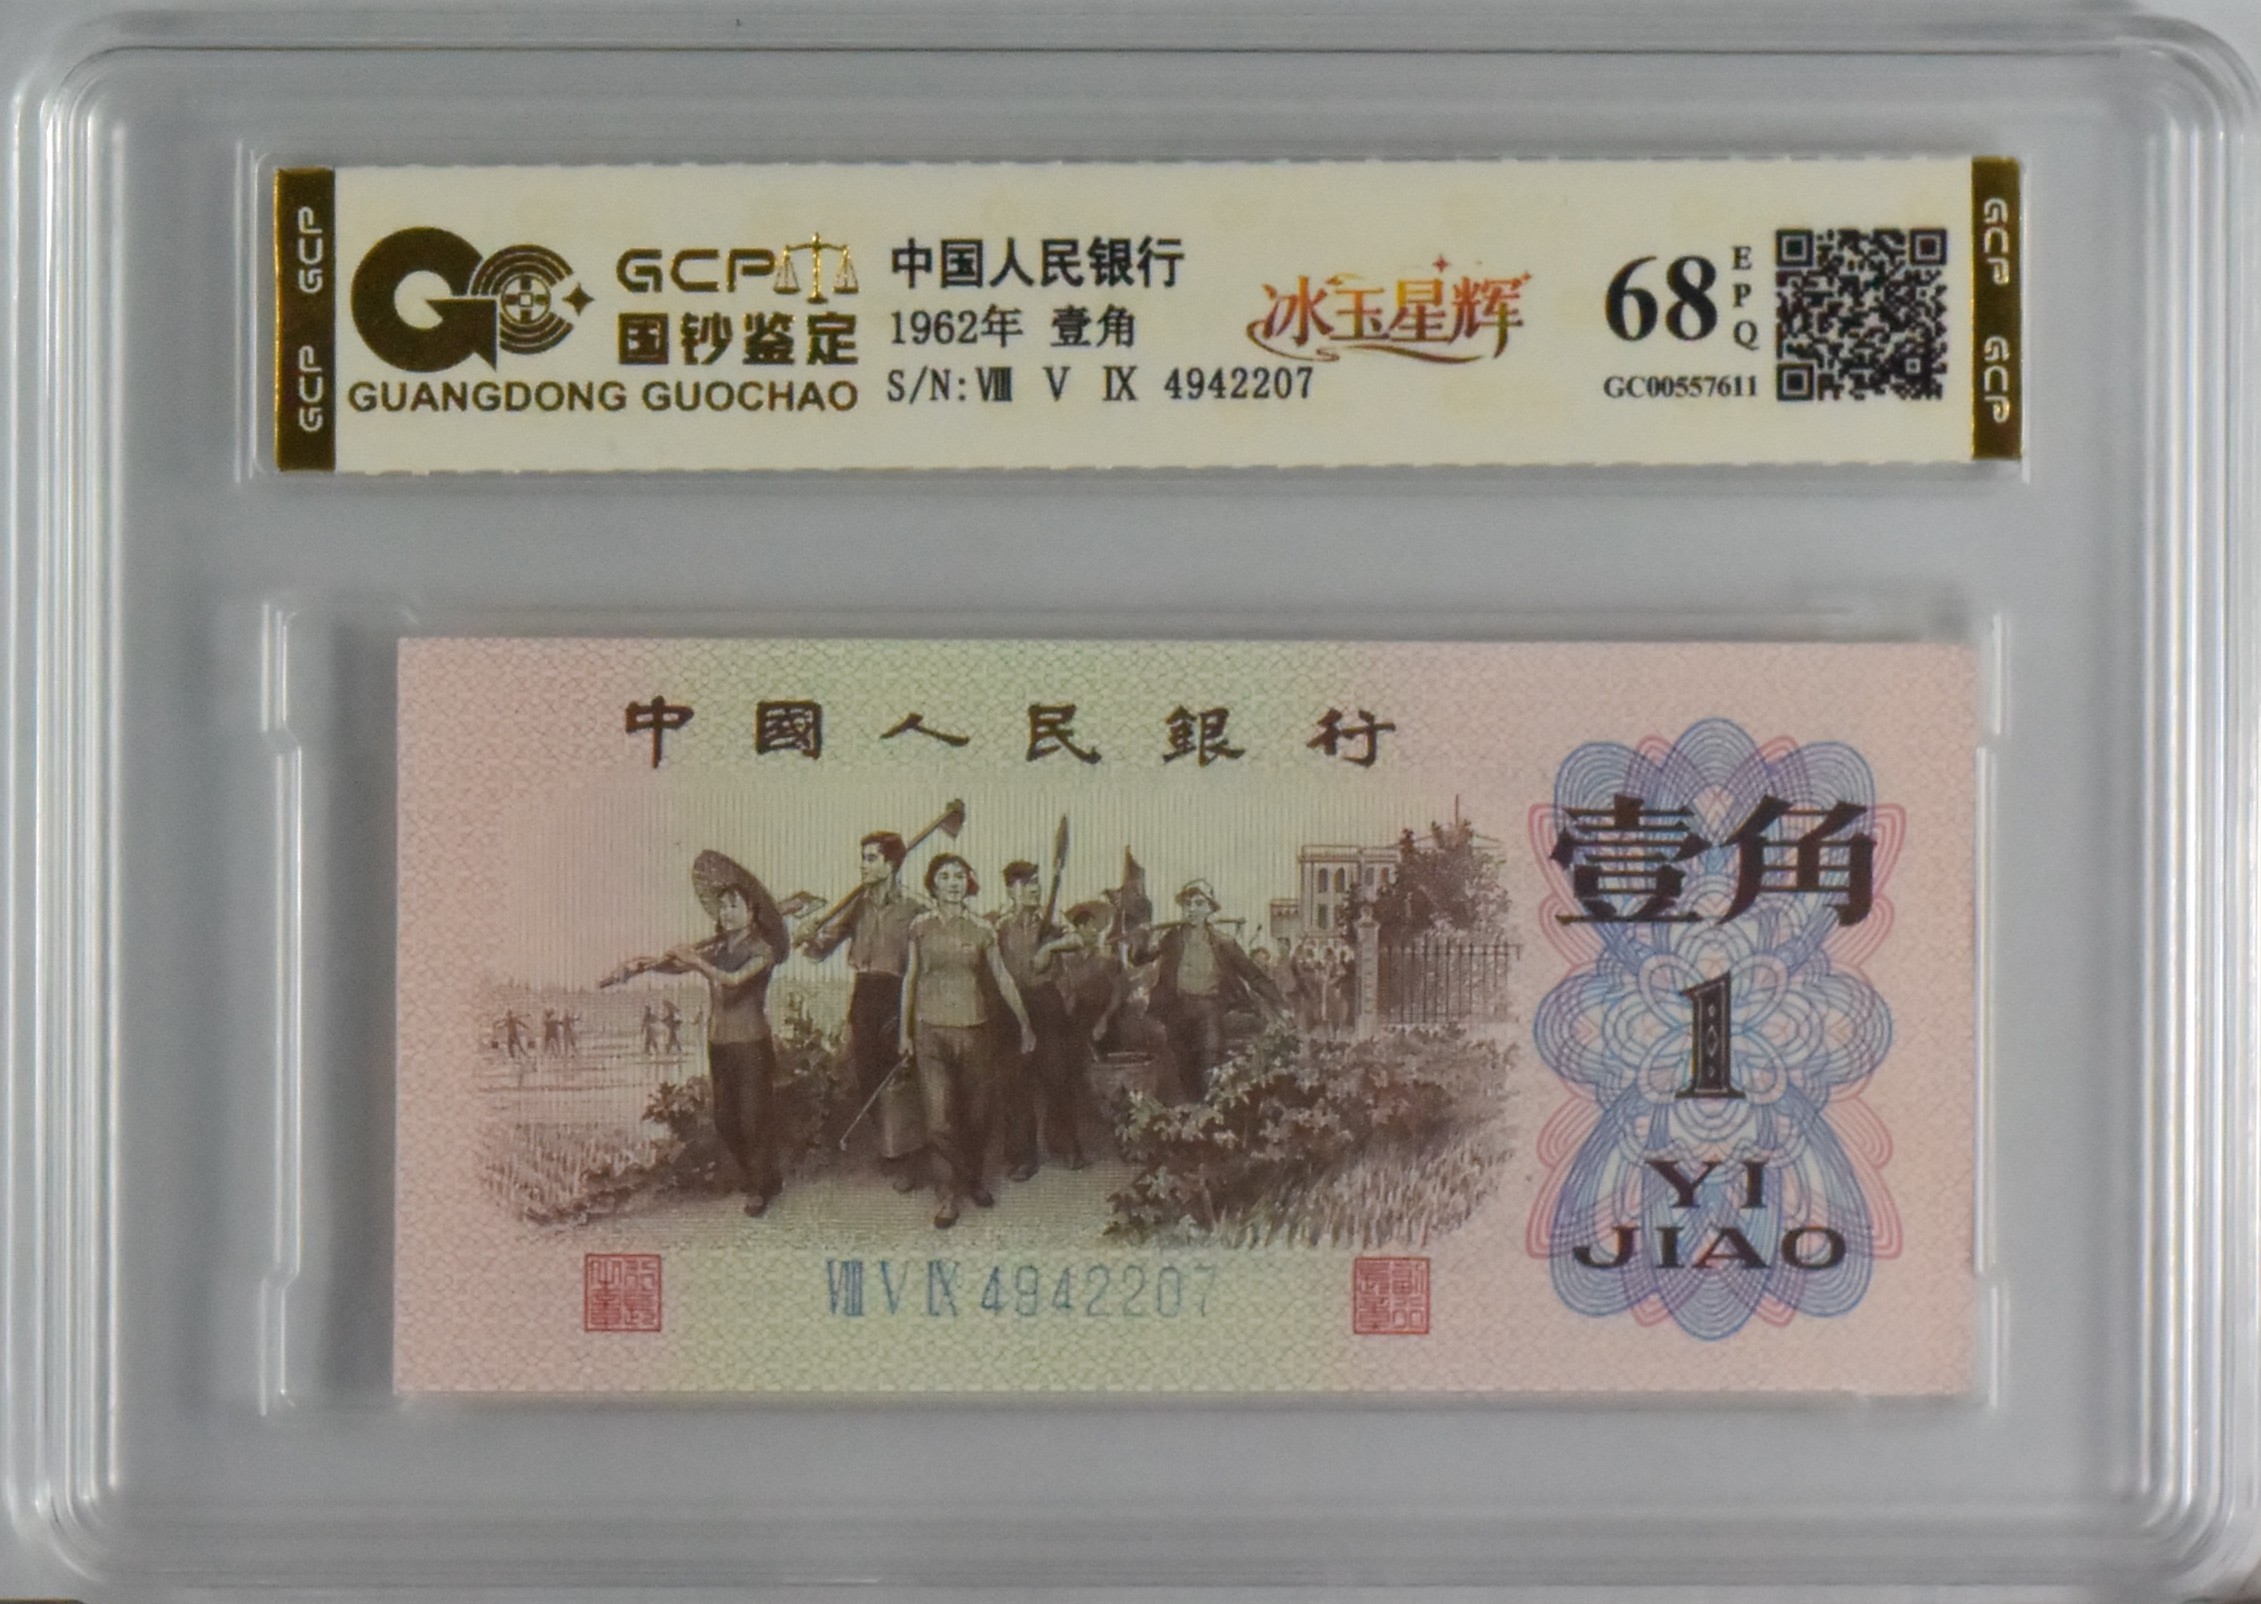 GCP GCP
GCP
国钞鉴定
GUANGDONG GUOCHAO
中国人民银行
1962年 壹角
S/N:Ⅷ Ⅴ Ⅸ 4942207
冰玉星辉
68
EPQ
GC00557611
GCP GCP
中國人民銀行
壹角
1
YI
JIAO
Ⅷ Ⅴ Ⅸ 4942207